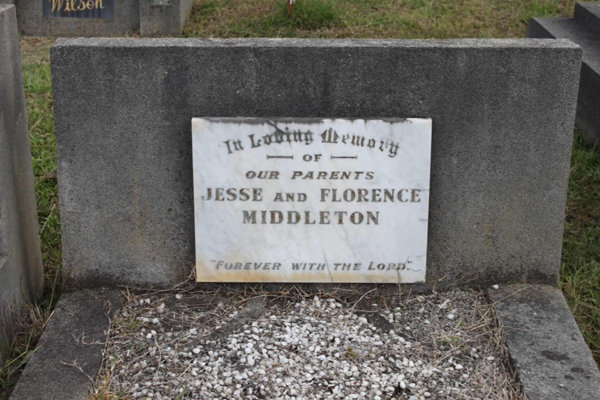 Wilson
In Loving Memory
OF
OUR PARENTS
JESSE AND FLORENCE
MIDDLETON
"FOREVER WITH THE LORD."